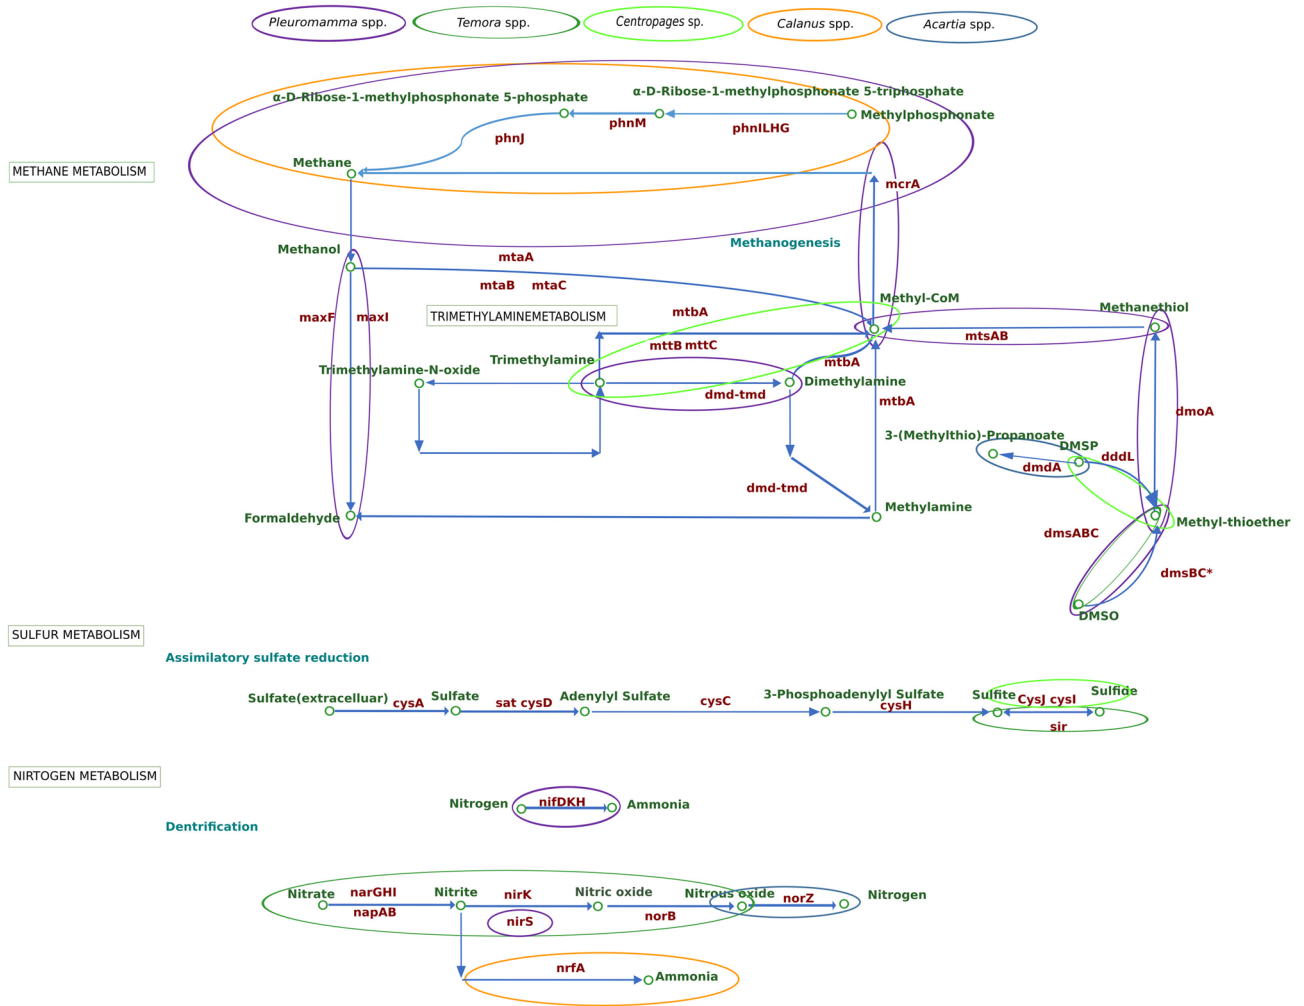 Pleuromamma spp.
Temora spp.
Centropages sp.
Calanus spp.
Acartia spp.
α-D-Ribose-1-methylphosphonate 5-phosphate
α-D-Ribose-1-methylphosphonate 5-triphosphate
Methylphosphonate
phnJ
phnM
phnILHG
METHANE METABOLISM
Methane
mcrA
Methanogenesis
Methanol
mtaA
mtaB mtaC
maxF
maxI
TRIMETHYLAMINEMETABOLISM
mtbA
Methyl-CoM
Methanethiol
mtsAB
mttB mttC
mtbA
Trimethylamine
Trimethylamine-N-oxide
Dimethylamine
dmd-tmd
mtbA
dmoA
3-(Methylthio)-Propanoate
DMSP
dmdA
dddL
dmd-tmd
Methylamine
Formaldehyde
Methyl-thioether
dmsABC
dmsBC*
DMSO
SULFUR METABOLISM
Assimilatory sulfate reduction
Sulfate(extracelluar)
cysA
Sulfate
sat cysD
Adenylyl Sulfate
cysC
3-Phosphoadenylyl Sulfate
cysH
Sulfite
CysJ cysI
Sulfide
sir
NIRTOGEN METABOLISM
Nitrogen
nifDKH
Ammonia
Dentrification
Nitrate
narGHI
napAB
Nitrite
nirK
nirS
Nitric oxide
norB
Nitrous oxide
norZ
Nitrogen
nrfA
Ammonia